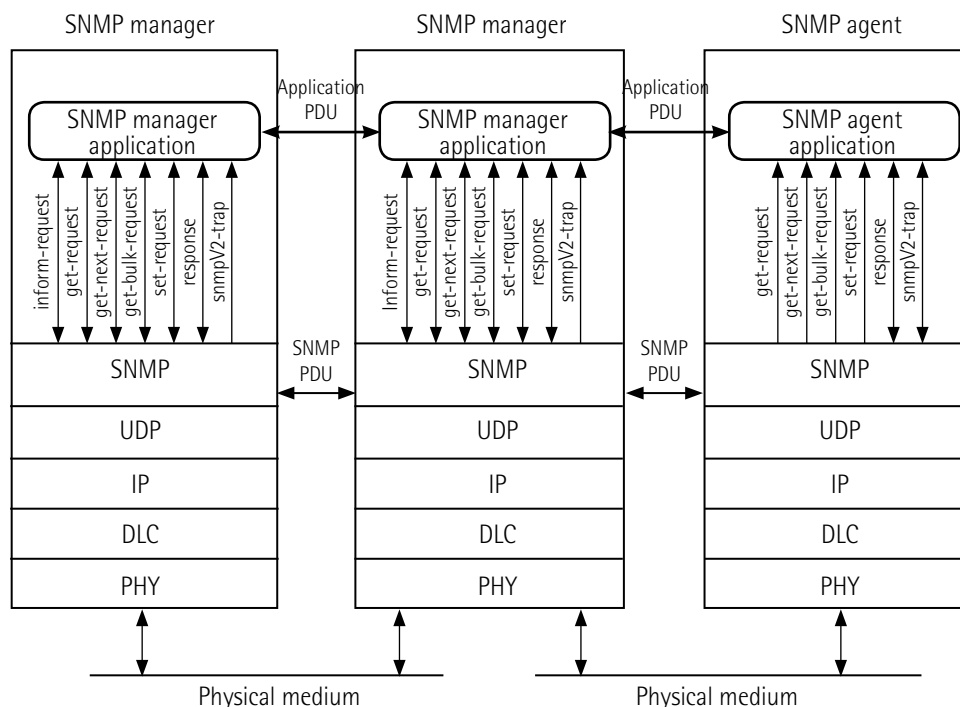 SNMP manager
SNMP manager
SNMP agent
Application
PDU
Application
PDU
SNMP manager
application
SNMP manager
application
SNMP agent
application
inform-request
get-request
get-next-request
get-bulk-request
set-request
response
snmpV2-trap
Inform-request
get-request
get-next-request
get-bulk-request
set-request
response
snmpV2-trap
get-request
get-next-request
get-bulk-request
set-request
response
snmpV2-trap
SNMP
SNMP
PDU
SNMP
SNMP
PDU
SNMP
UDP
UDP
UDP
IP
IP
IP
DLC
DLC
DLC
PHY
PHY
PHY
Physical medium
Physical medium